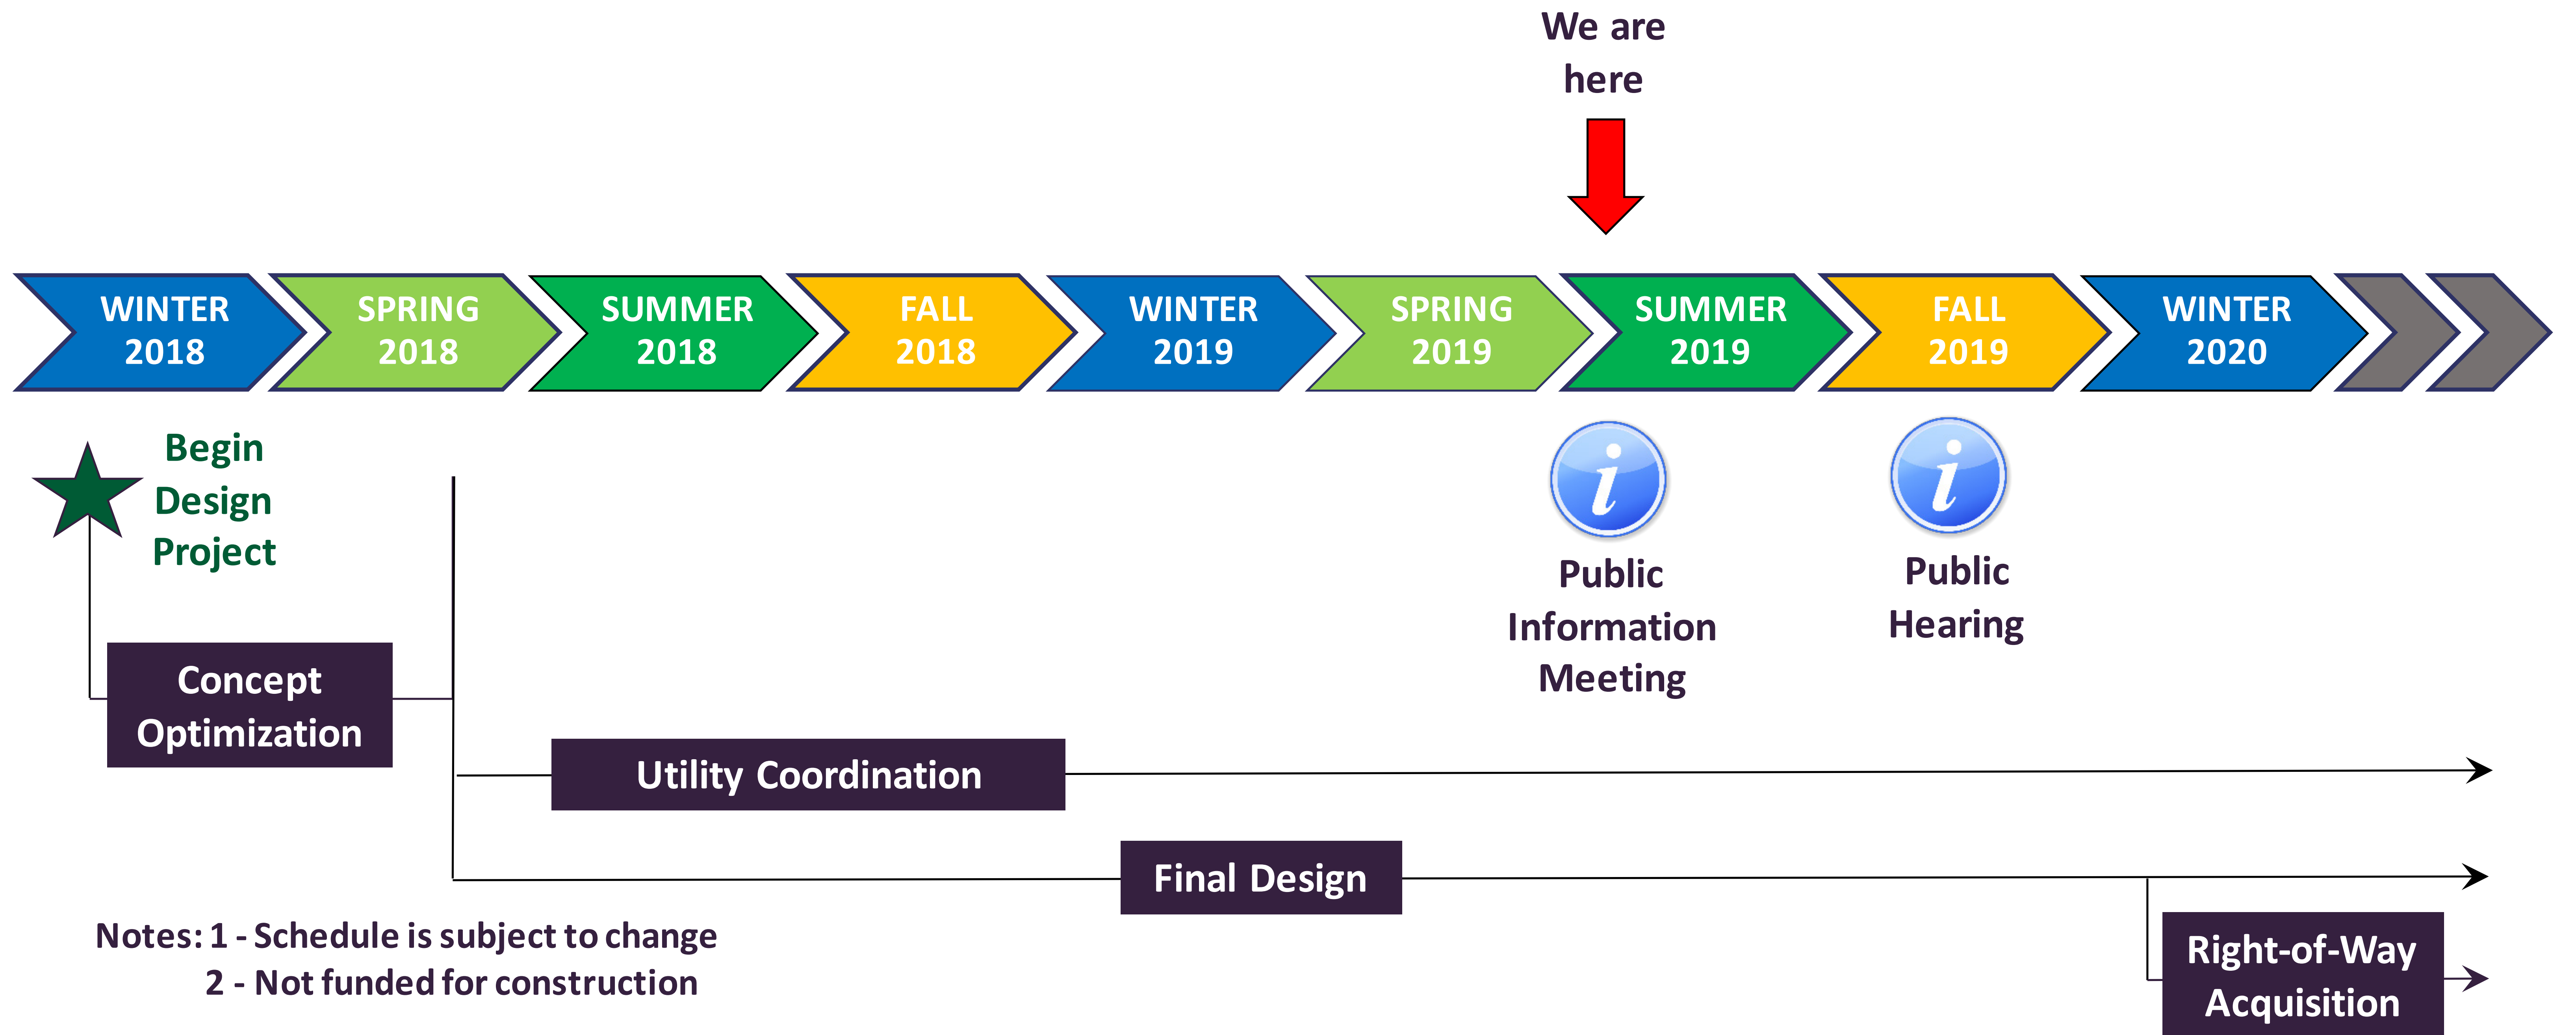 We are
here
WINTER
2018
SPRING
2018
SUMMER
2018
FALL
2018
WINTER
2019
SPRING
2019
SUMMER
2019
FALL
2019
WINTER
2020
Begin
Design
Project
i
Public
Information
Meeting
i
Public
Hearing
Concept
Optimization
Utility Coordination
Final Design
Right-of-Way
Acquisition
Notes: 1 - Schedule is subject to change
2 - Not funded for construction